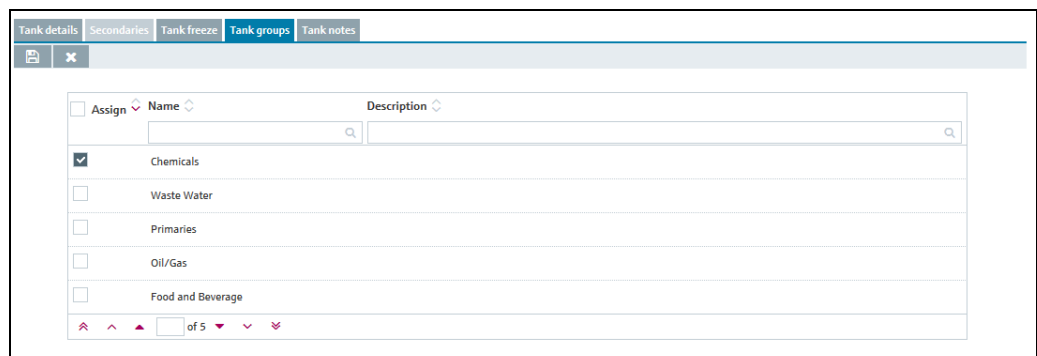 Tank details Secondaries Tank freeze Tank groups Tank notes
Assign Name Description
Chemicals
Waste Water
Primaries
Oil/Gas
Food and Beverage
of 5